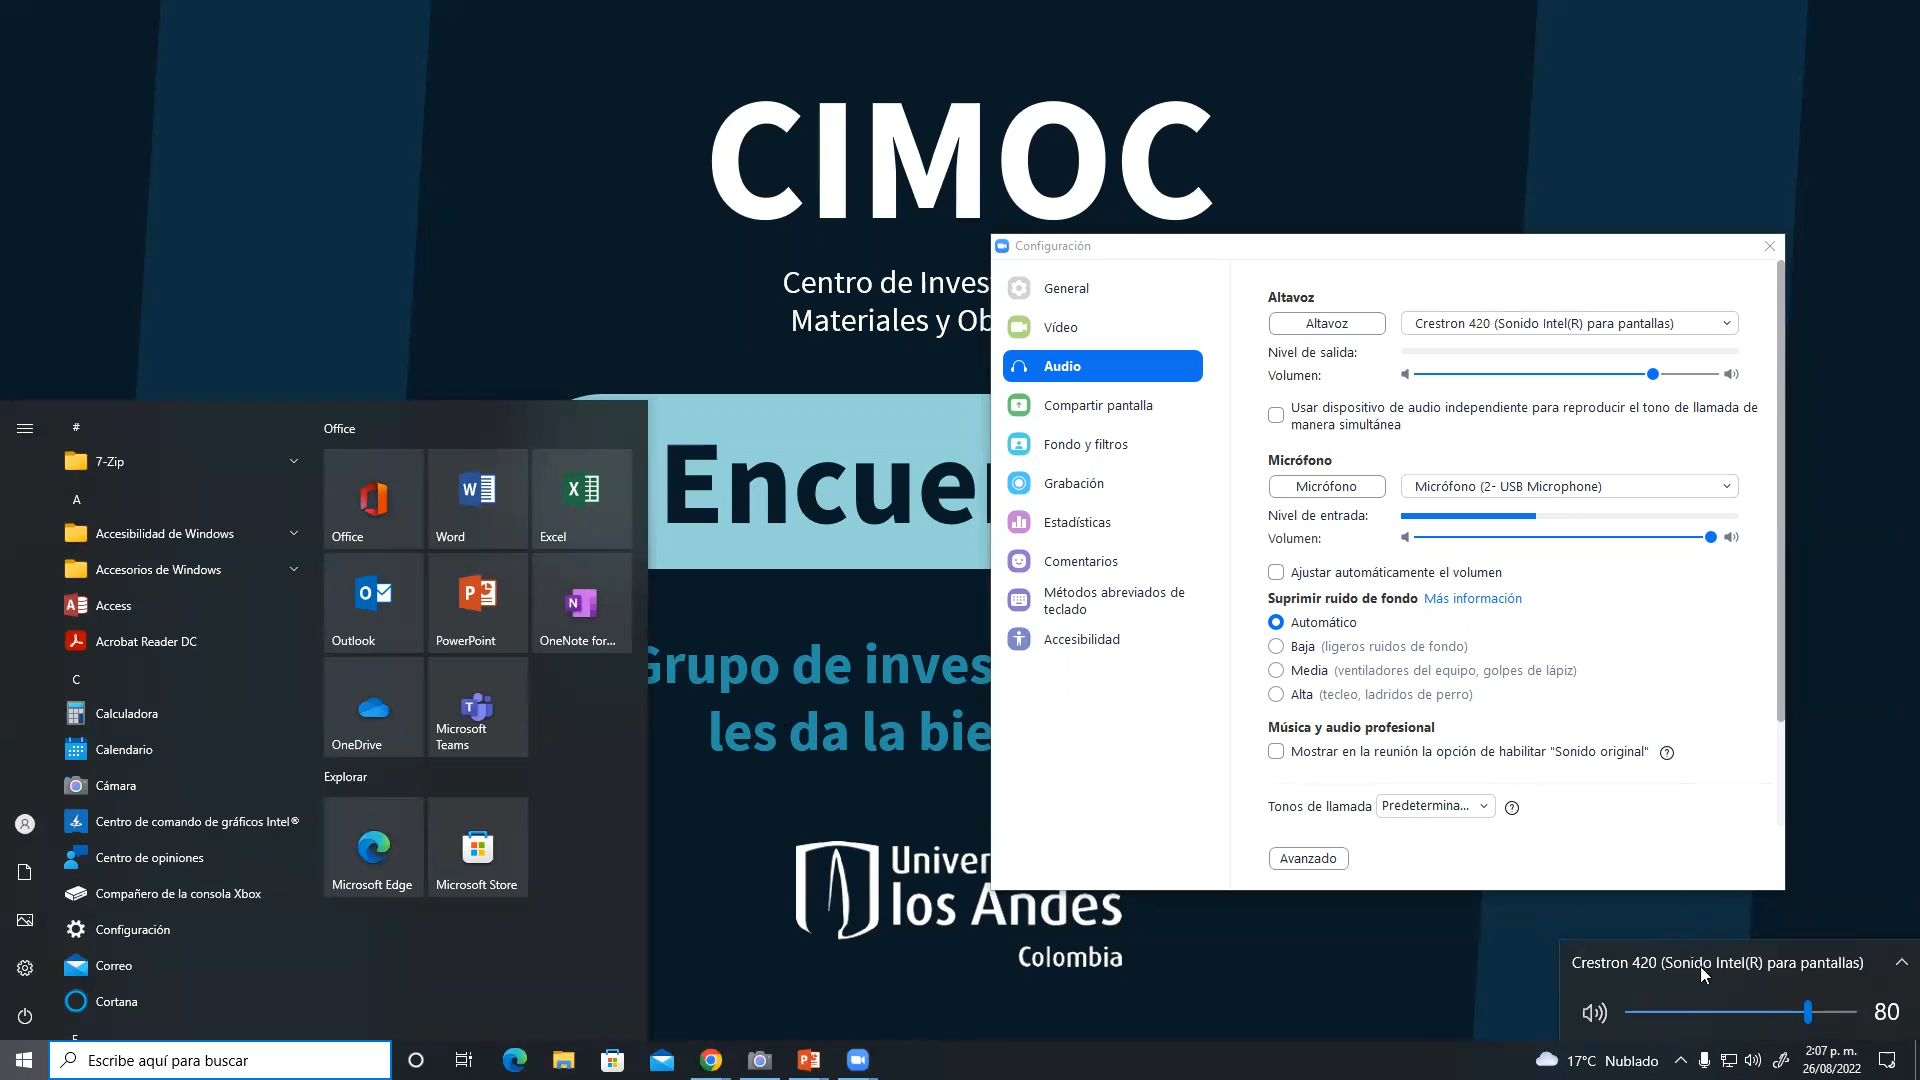 CIMOC
Centro de Inves
Materiales y Ob
Encue
Grupo de inves
les da la bie
Univer
los Andes
Colombia
#
7-Zip
A
Accesibilidad de Windows
Accesorios de Windows
Access
Acrobat Reader DC
C
Calculadora
Calendario
Cámara
Centro de comando de gráficos Intel®
Centro de opiniones
Compañero de la consola Xbox
Configuración
Correo
Cortana
Office
Office
Word
Excel
Outlook
PowerPoint
OneNote for...
OneDrive
Microsoft
Teams
Explorar
Microsoft Edge
Microsoft Store
Configuración
General
Vídeo
Audio
Compartir pantalla
Fondo y filtros
Grabación
Estadísticas
Comentarios
Métodos abreviados de
teclado
Accesibilidad
Altavoz
Altavoz
Crestron 420 (Sonido Intel(R) para pantallas)
Nivel de salida:
Volumen:
Usar dispositivo de audio independiente para reproducir el tono de llamada de
manera simultánea
Micrófono
Micrófono
Micrófono (2- USB Microphone)
Nivel de entrada:
Volumen:
Ajustar automáticamente el volumen
Suprimir ruido de fondo Más información
Automático
Baja (ligeros ruidos de fondo)
Media (ventiladores del equipo, golpes de lápiz)
Alta (tecleo, ladridos de perro)
Música y audio profesional
Mostrar en la reunión la opción de habilitar "Sonido original"
Tonos de llamada Predetermina...
Avanzado
Crestron 420 (Sonido Intel(R) para pantallas)
80
Escribe aquí para buscar
17°C Nublado
2:07 p. m.
26/08/2022